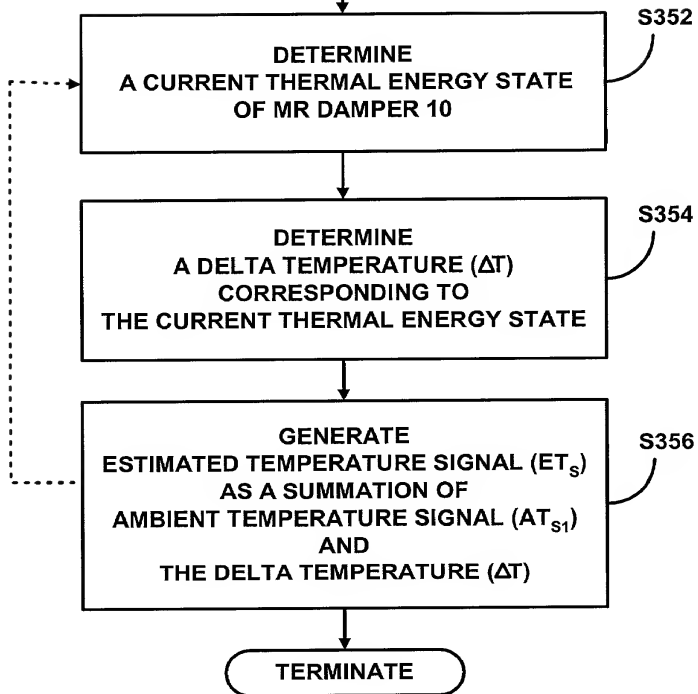 S352
DETERMINE
A CURRENT THERMAL ENERGY STATE
OF MR DAMPER 10
S354
DETERMINE
A DELTA TEMPERATURE (ΔT)
CORRESPONDING TO
THE CURRENT THERMAL ENERGY STATE
S356
GENERATE
ESTIMATED TEMPERATURE SIGNAL (ETS)
AS A SUMMATION OF
AMBIENT TEMPERATURE SIGNAL (ATS1)
AND
THE DELTA TEMPERATURE (ΔT)
TERMINATE